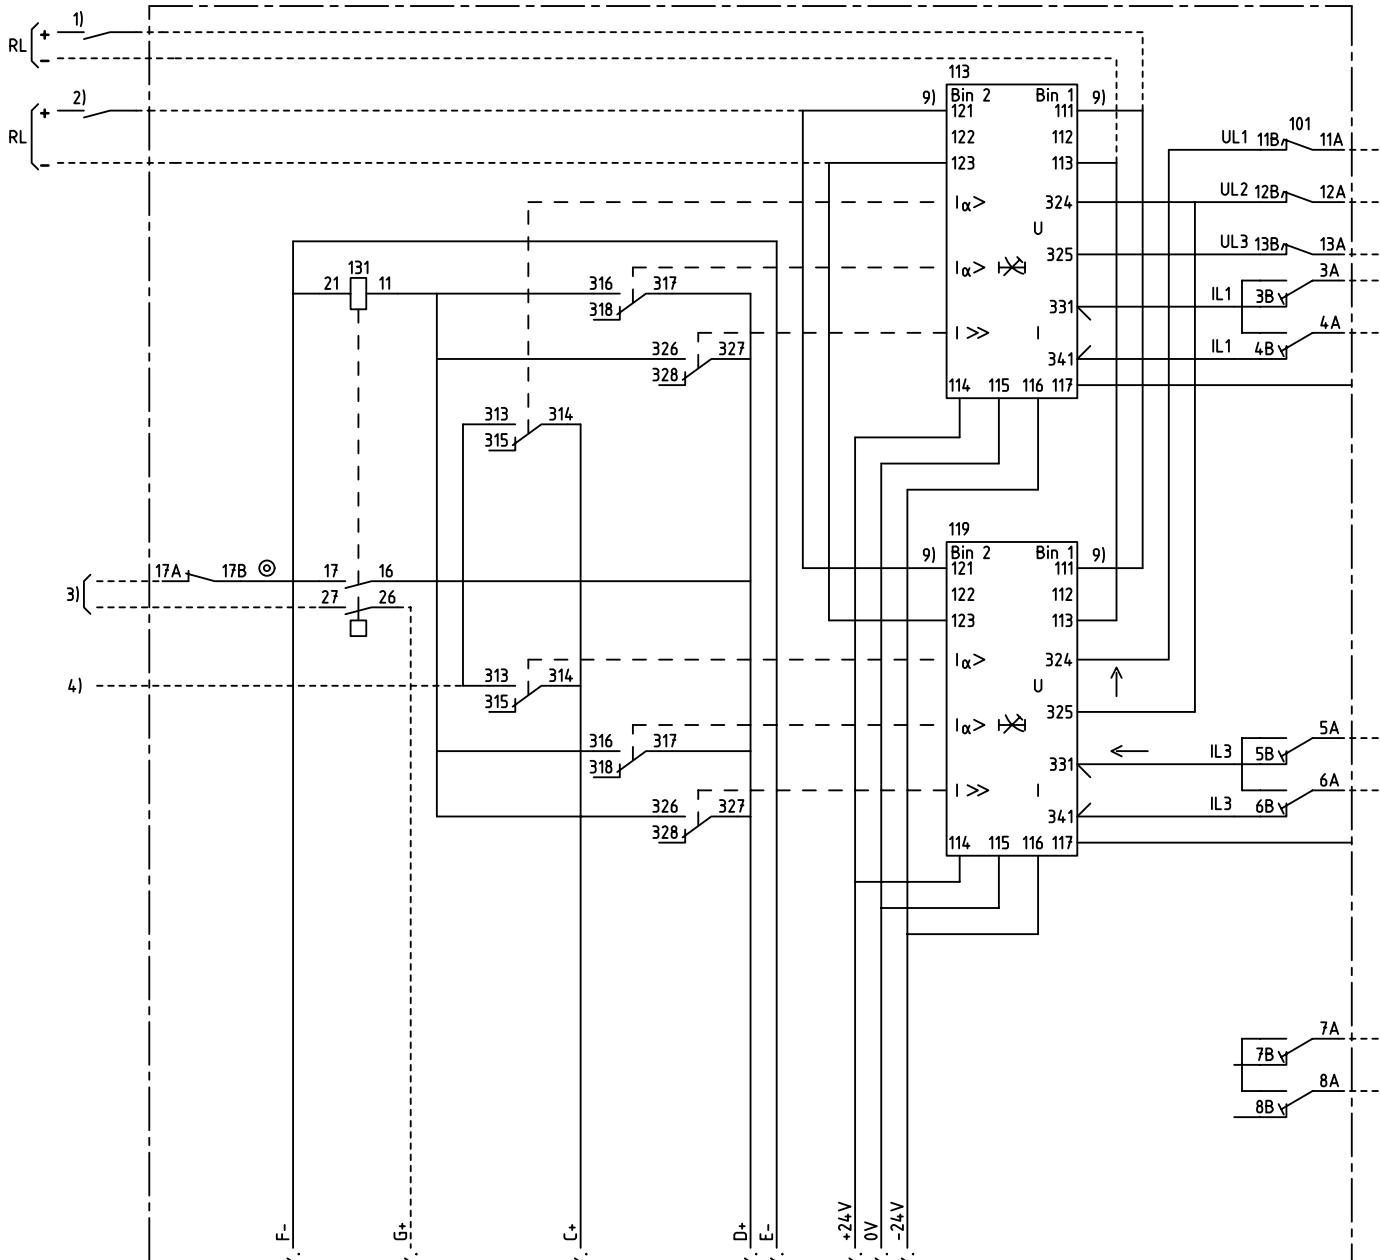 1)
RL + 
-
113
2)
9) Bin 2 Bin 1 9)
RL +
121 111
101
122 112
UL1 11B 11A
-
123 113
UL2 12B 12A
Iα> 324
U
UL3 13B 13A
325
131
Iα>
3A
21 11 316 317
IL1 3B
318
331
4A
I >> I
326 327
IL1 4B
341
328
114 115 116 117
313 314
315
119
9) Bin 2 Bin 1 9)
17A 17B 17 16
121 111
3)
27 26
122 112
123 113
Iα> 324
4)
313 314
U
315
325
5A
Iα>
316 317
IL3 5B
318
331
6A
I >> I
326 327
IL3 6B
341
328
114 115 116 117
7A
7B
8A
8B
F-
G+
C+
D+
E-
+24V
0V
-24V